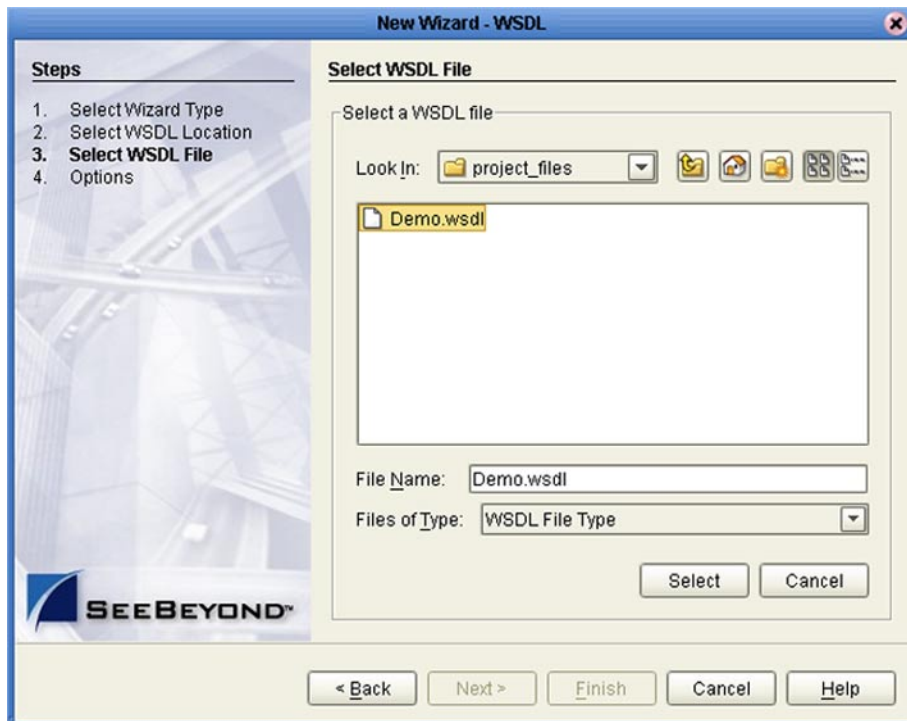 New Wizard - WSDL
Steps
1. Select Wizard Type
2. Select WSDL Location
3. Select WSDL File
4. Options
SEEBEYOND™
Select WSDL File
Select a WSDL file
Look In: project_files
Demo.wsdl
File Name: Demo.wsdl
Files of Type: WSDL File Type
Select Cancel
< Back Next > Finish Cancel Help